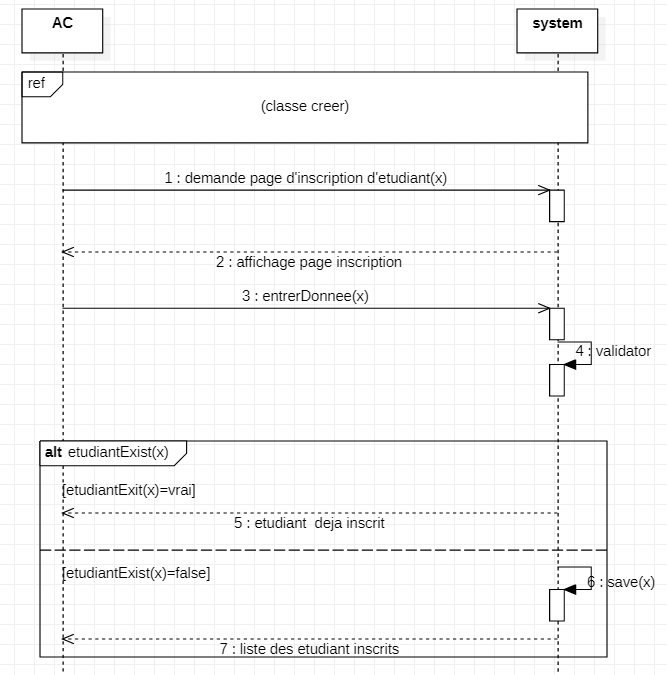 AC
system
ref
(classe creer)
1 : demande page d'inscription d'etudiant(x)
2 : affichage page inscription
3 : entrerDonnee(x)
4 : validator
alt etudiantExist(x)
[etudiantExit(x)=vrai]
5 : etudiant deja inscrit
[etudiantExist(x)=false]
6 : save(x)
7 : liste des etudiant inscrits